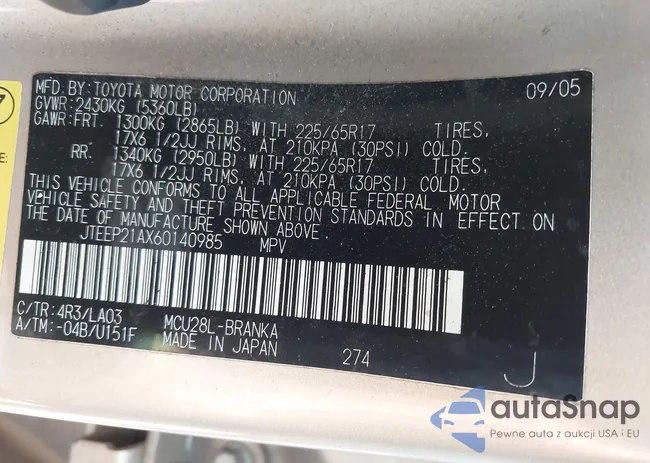 MFD. BY: TOYOTA MOTOR CORPORATION 09/05
GVWR: 2430KG (5360LB)
GAWR: FRT. 1300KG (2865LB) WITH 225/65R17 TIRES,
17X6 1/2JJ RIMS, AT 210KPA (30PSI) COLD.
RR. 1340KG (2950LB) WITH 225/65R17 TIRES,
17X6 1/2JJ RIMS, AT 210KPA (30PSI) COLD.
THIS VEHICLE CONFORMS TO ALL APPLICABLE FEDERAL MOTOR
VEHICLE SAFETY AND THEFT PREVENTION STANDARDS IN EFFECT ON
THE DATE OF MANUFACTURE SHOWN ABOVE.
JTEEP21AX60140985 MPV
C/TR: 4R3/LA03 MCU28L-BRANKA
A/TM: -04B/U151F MADE IN JAPAN 274 J
E:
autaSnap
Pewne auta z aukcji USA i EU